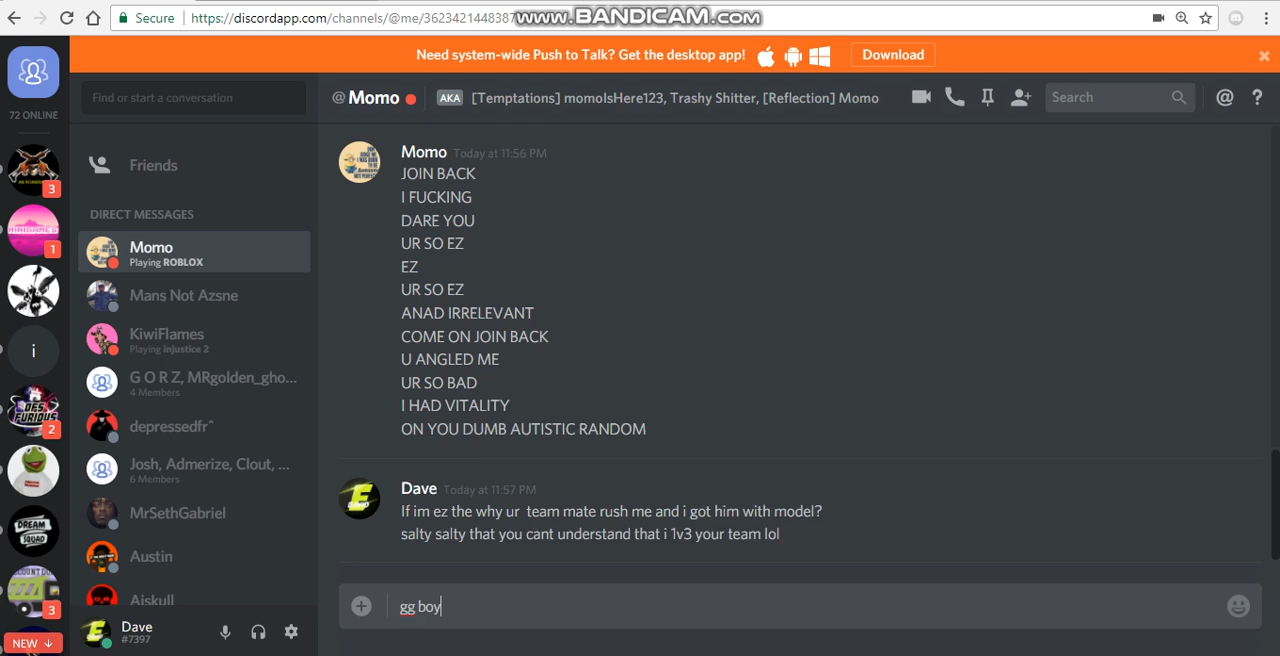 Secure
https://discordapp.com/channels/@me/3623421448387
www.BANDICAM.COM
Need system-wide Push to Talk? Get the desktop app!
Download
72 ONLINE
3
1
i
2
DREAM
SQUAD
3
NEW ↓
Find or start a conversation
Friends
DIRECT MESSAGES
Momo
Playing ROBLOX
Mans Not Azsne
KiwiFlames
Playing injustice 2
G O R Z, MRgolden_gho...
4 Members
depressedfr^
Josh, Admerize, Clout, ...
6 Members
MrSethGabriel
Austin
Aiskull
Dave
#7397
@ Momo
AKA [Temptations] momoIsHere123, Trashy Shitter, [Reflection] Momo
Search
Momo Today at 11:56 PM
JOIN BACK
I FUCKING
DARE YOU
UR SO EZ
EZ
UR SO EZ
ANAD IRRELEVANT
COME ON JOIN BACK
U ANGLED ME
UR SO BAD
I HAD VITALITY
ON YOU DUMB AUTISTIC RANDOM
Dave Today at 11:57 PM
If im ez the why ur team mate rush me and i got him with model?
salty salty that you cant understand that i 1v3 your team lol
gg boy